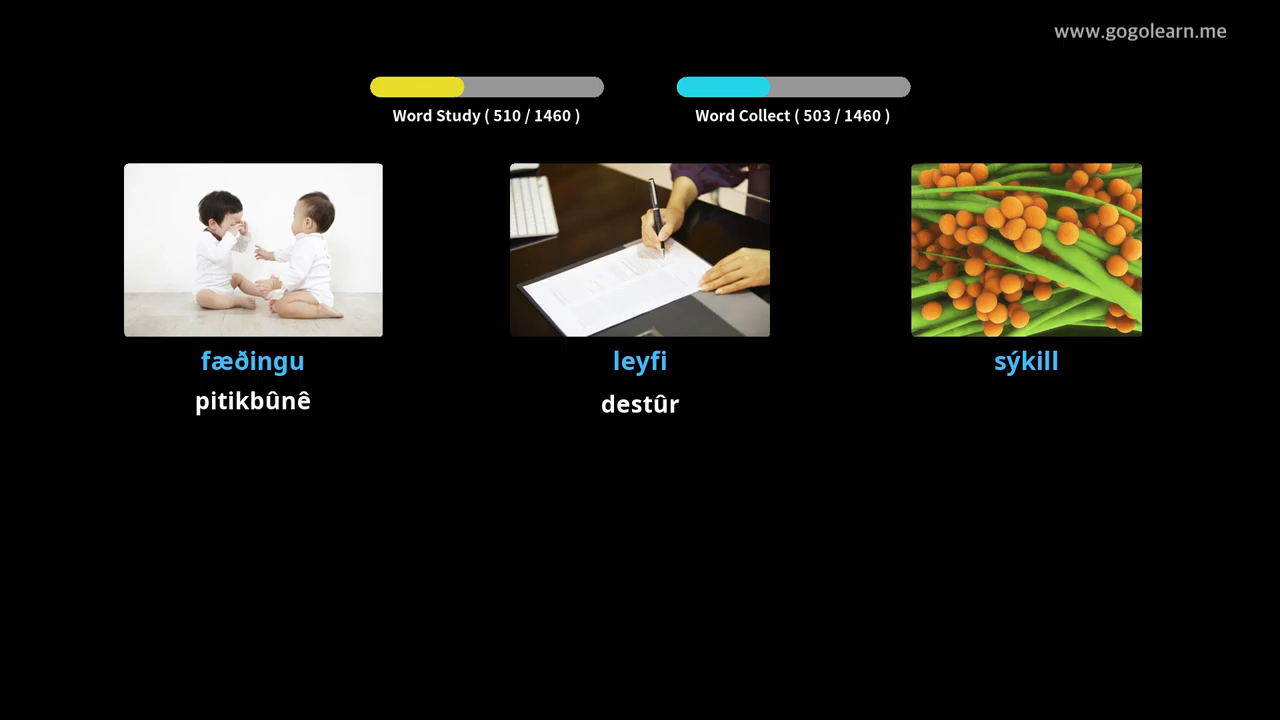 www.gogolearn.me
Word Study ( 510 / 1460 )
Word Collect ( 503 / 1460 )
fæðingu
leyfi
sýkill
pitikbûnê
destûr